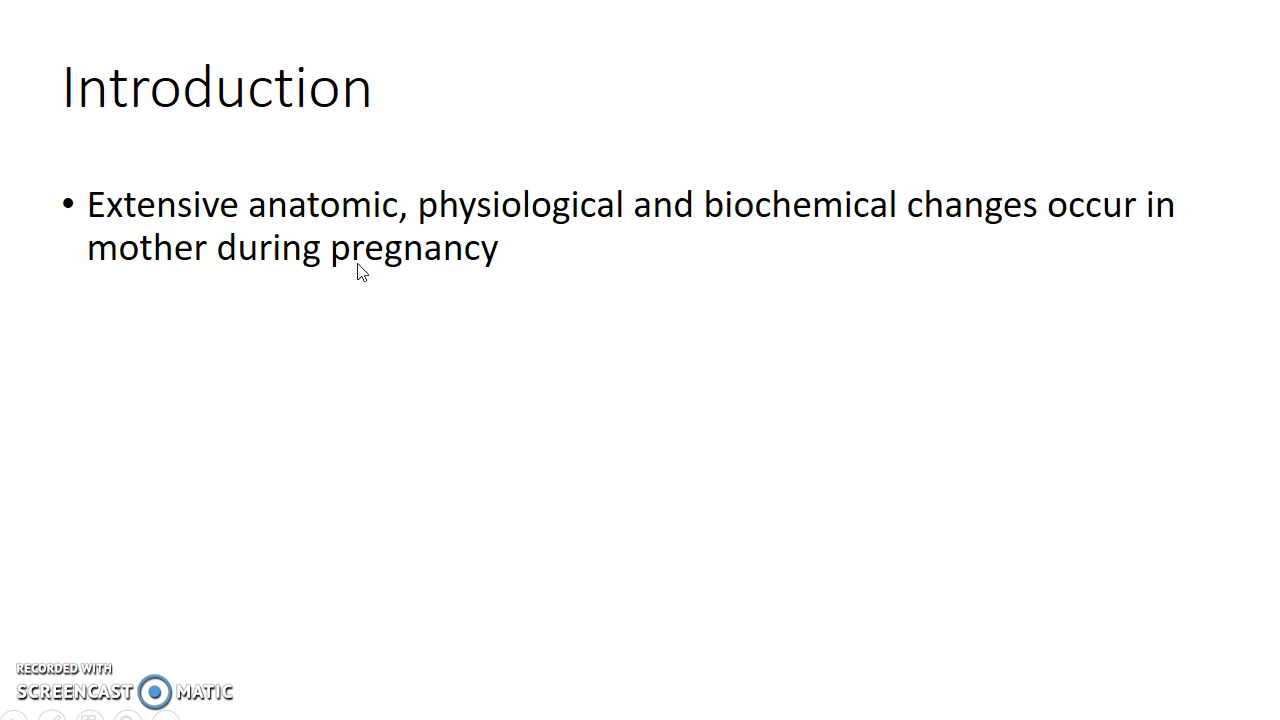 Introduction
• Extensive anatomic, physiological and biochemical changes occur in
mother during pregnancy
RECORDED WITH
SCREENCAST MATIC